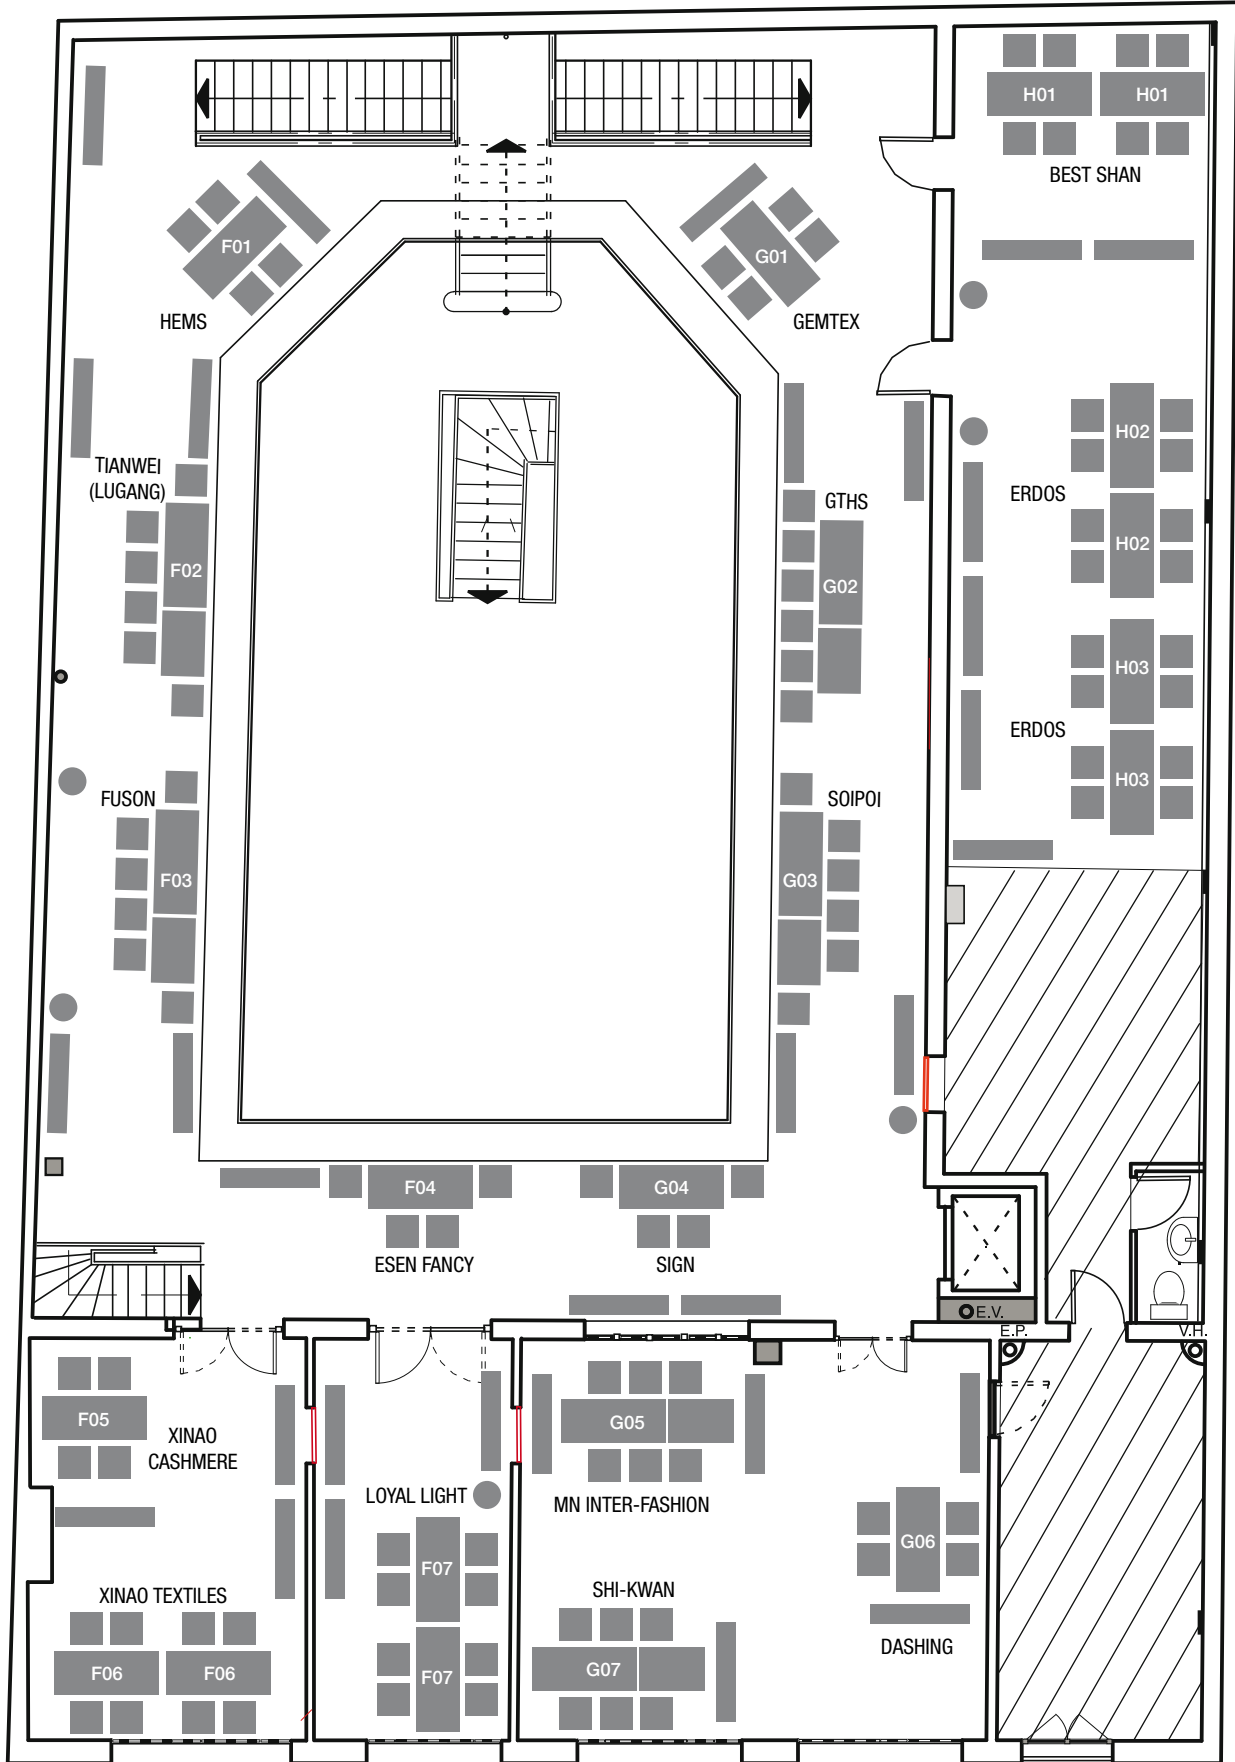 H01 H01
BEST SHAN
F01
G01
HEMS
GEMTEX
H02
TIANWEI
(LUGANG)
ERDOS
GTHS
H02
F02
G02
H03
ERDOS
H03
FUSON
SOIPOI
F03
G03
F04
G04
ESEN FANCY
SIGN
E.V.
E.P.
V.H.
F05
XINAO
CASHMERE
G05
LOYAL LIGHT
MN INTER-FASHION
G06
F07
XINAO TEXTILES
SHI-KWAN
DASHING
F06 F06
F07
G07